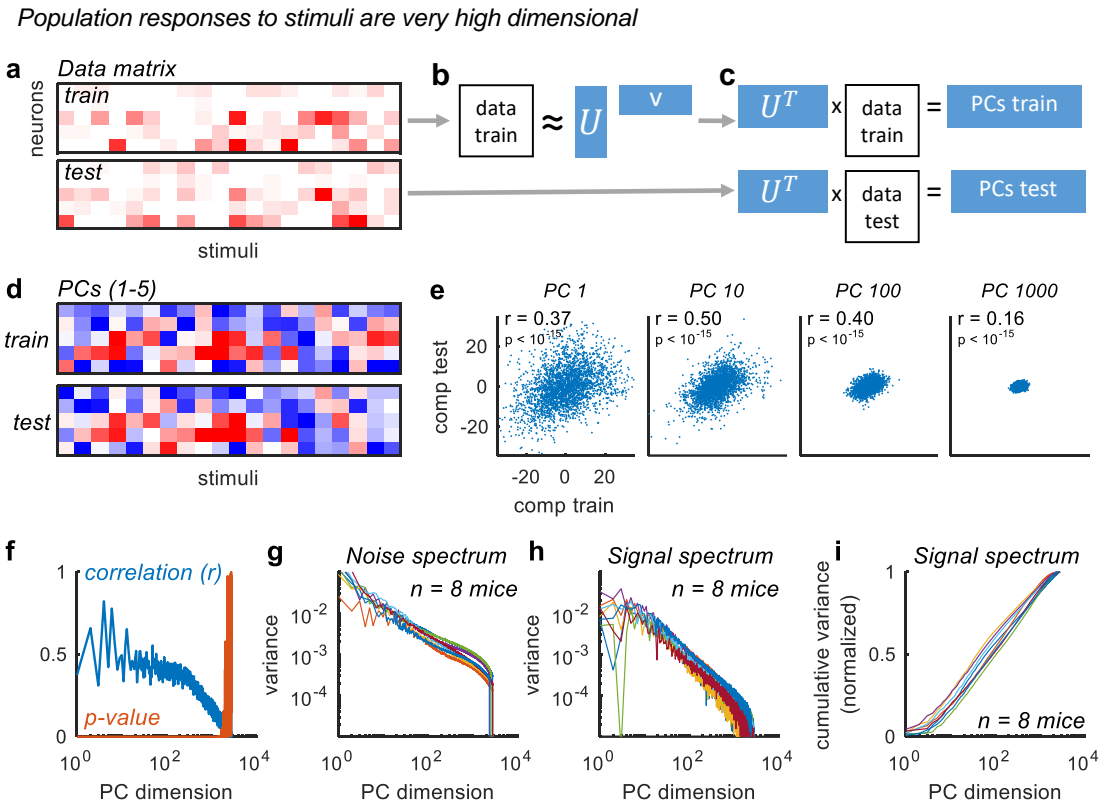 Population responses to stimuli are very high dimensional
a
Data matrix
neurons
train
test
stimuli
b
data
train
≈
U
V
c
U^T
x
data
train
=
PCs train
U^T
x
data
test
=
PCs test
d
PCs (1-5)
train
test
stimuli
e
PC 1
PC 10
PC 100
PC 1000
r = 0.37
p < 10^-15
r = 0.50
p < 10^-15
r = 0.40
p < 10^-15
r = 0.16
p < 10^-15
comp test
20
0
-20
-20 0 20
comp train
f
correlation (r)
p-value
1
0.5
0
10^0 10^2 10^4
PC dimension
g
Noise spectrum
n = 8 mice
variance
10^-2
10^-3
10^-4
10^0 10^2 10^4
PC dimension
h
Signal spectrum
n = 8 mice
variance
10^-2
10^-3
10^-4
10^0 10^2 10^4
PC dimension
i
Signal spectrum
cumulative variance
(normalized)
1
0.5
0
n = 8 mice
10^0 10^2 10^4
PC dimension